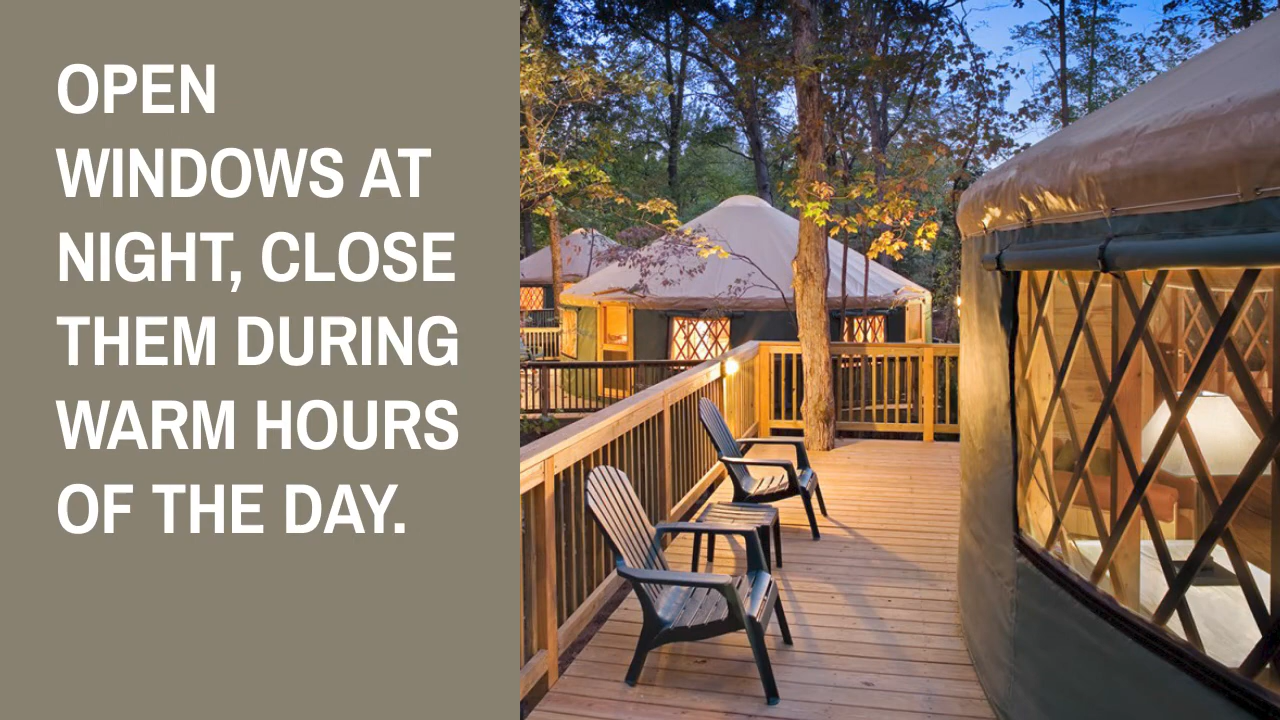 OPEN
WINDOWS AT
NIGHT, CLOSE
THEM DURING
WARM HOURS
OF THE DAY.